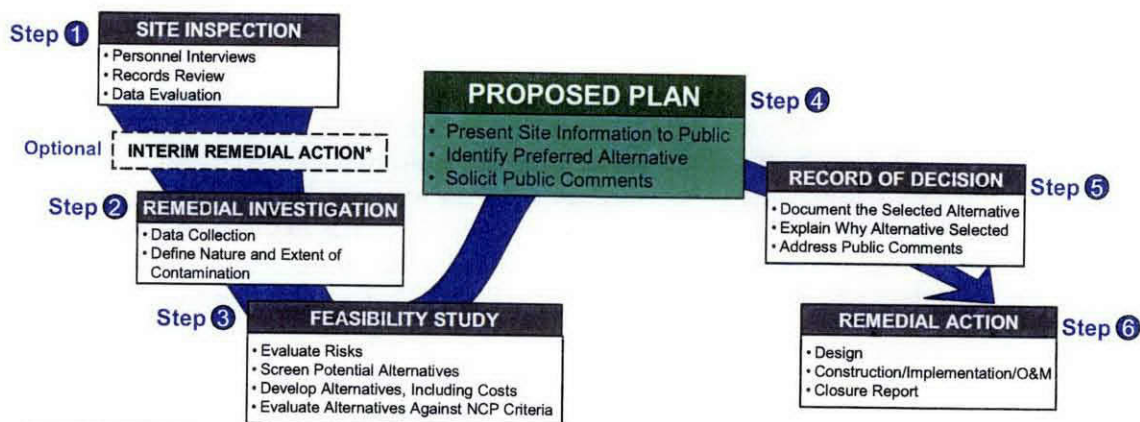 Step 1
SITE INSPECTION
• Personnel Interviews
• Records Review
• Data Evaluation
Optional
INTERIM REMEDIAL ACTION*
Step 2
REMEDIAL INVESTIGATION
• Data Collection
• Define Nature and Extent of
Contamination
Step 3
FEASIBILITY STUDY
• Evaluate Risks
• Screen Potential Alternatives
• Develop Alternatives, Including Costs
• Evaluate Alternatives Against NCP Criteria
PROPOSED PLAN
Step 4
• Present Site Information to Public
• Identify Preferred Alternative
• Solicit Public Comments
RECORD OF DECISION
Step 5
• Document the Selected Alternative
• Explain Why Alternative Selected
• Address Public Comments
REMEDIAL ACTION
Step 6
• Design
• Construction/Implementation/O&M
• Closure Report